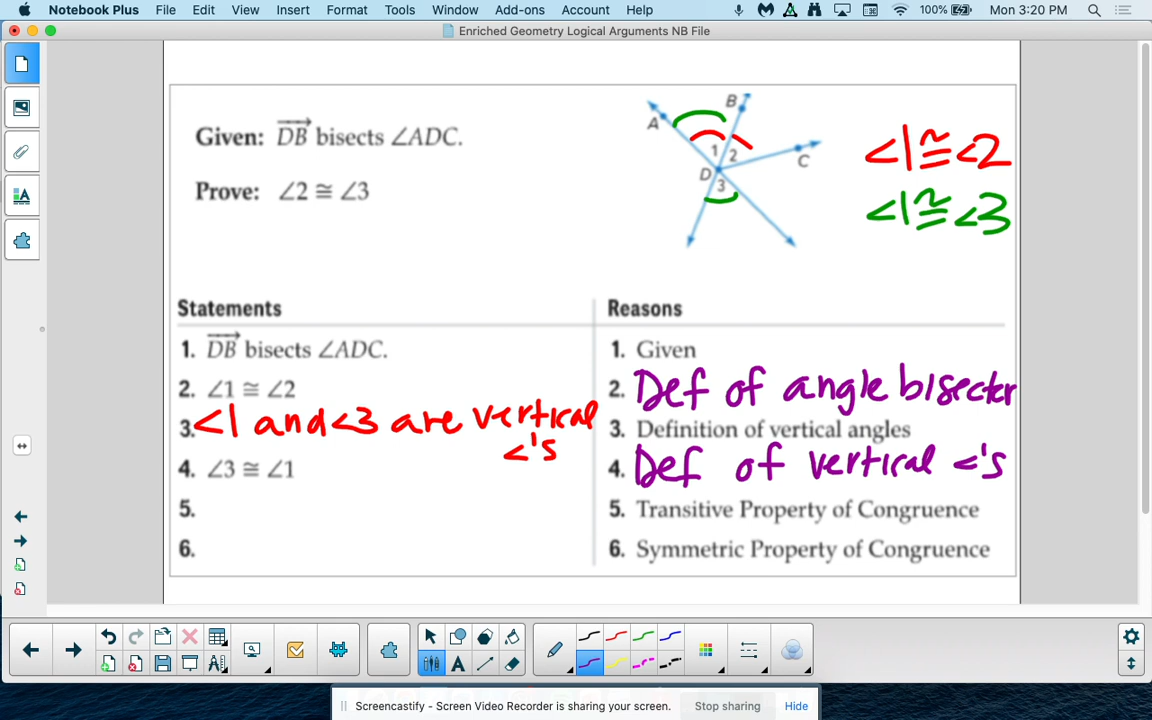 Notebook Plus File Edit View Insert Format Tools Window Add-ons Account Help 100% Mon 3:20 PM
Enriched Geometry Logical Arguments NB File
Given: DB bisects ∠ADC.
Prove: ∠2 ≅ ∠3
A B C D 1 2 3
<1≅<2
<1≅<3
Statements Reasons
1. DB bisects ∠ADC. 1. Given
2. ∠1 ≅ ∠2 2. Def of angle bisector
3. <1 and <3 are vertical <'s 3. Definition of vertical angles
4. ∠3 ≅ ∠1 4. Def of vertical <'s
5. 5. Transitive Property of Congruence
6. 6. Symmetric Property of Congruence
Screencastify - Screen Video Recorder is sharing your screen. Stop sharing Hide